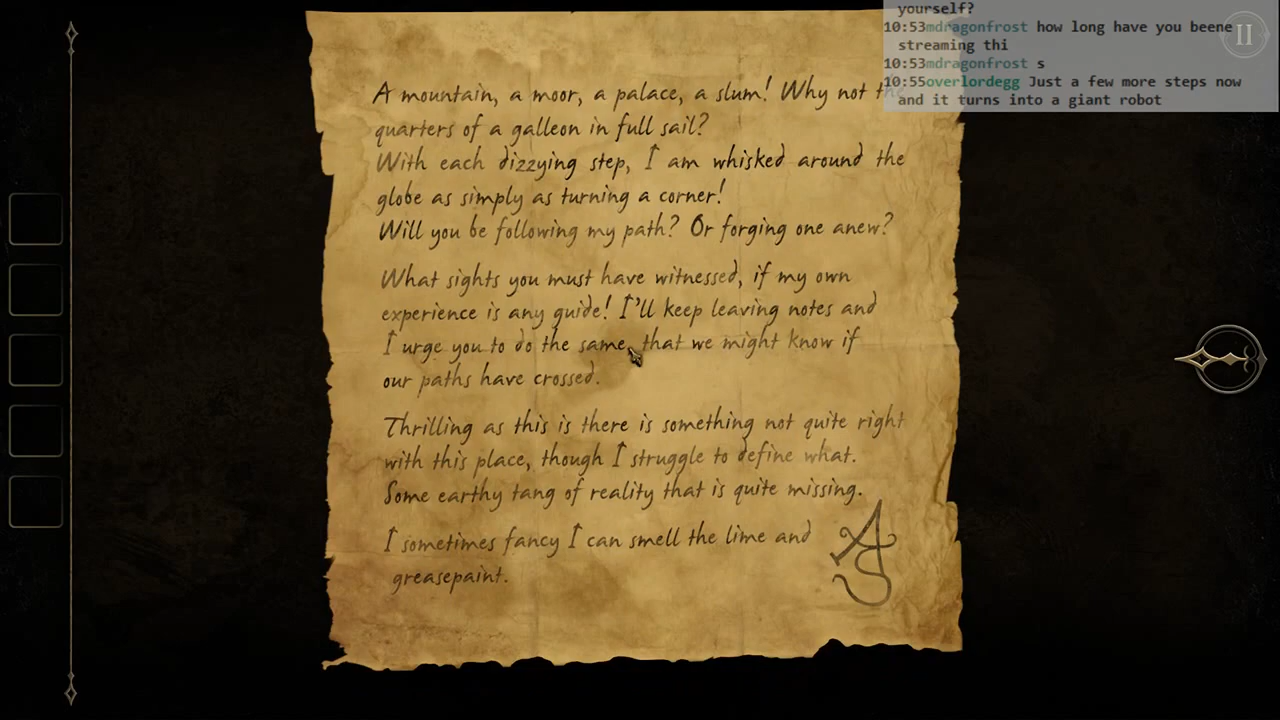 yourself?
10:53mdragonfrost how long have you beene
streaming thi
10:53mdragonfrost s
10:55overlordegg Just a few more steps now
and it turns into a giant robot
II
A mountain, a moor, a palace, a slum! Why not the
quarters of a galleon in full sail?
With each dizzying step, I am whisked around the
globe as simply as turning a corner!
Will you be following my path? Or forging one anew?
What sights you must have witnessed, if my own
experience is any guide! I'll keep leaving notes and
I urge you to do the same, that we might know if
our paths have crossed.
Thrilling as this is there is something not quite right
with this place, though I struggle to define what.
Some earthy tang of reality that is quite missing.
I sometimes fancy I can smell the lime and
greasepaint.
AS